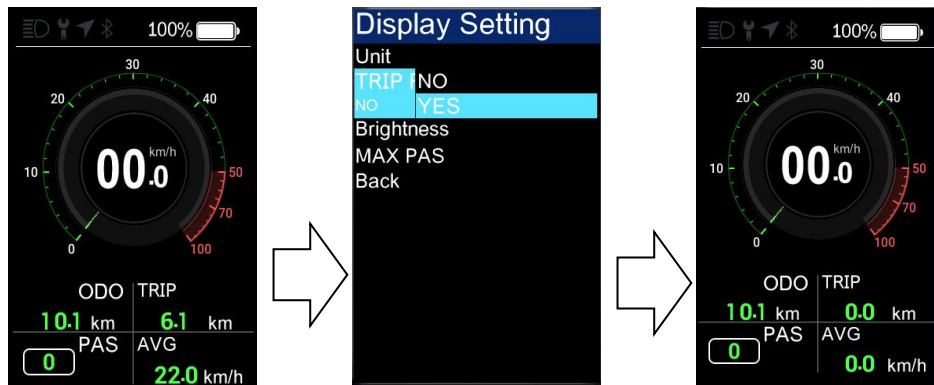 100%
30
20
40
km/h
00.0
10
50
70
0
100
ODO TRIP
10.1 km 6.1 km
PAS AVG
0
22.0 km/h
Display Setting
Unit
TRIP NO
NO YES
Brightness
MAX PAS
Back
100%
30
20
40
km/h
00.0
10
50
70
0
100
ODO TRIP
10.1 km 0.0 km
PAS AVG
0
0.0 km/h